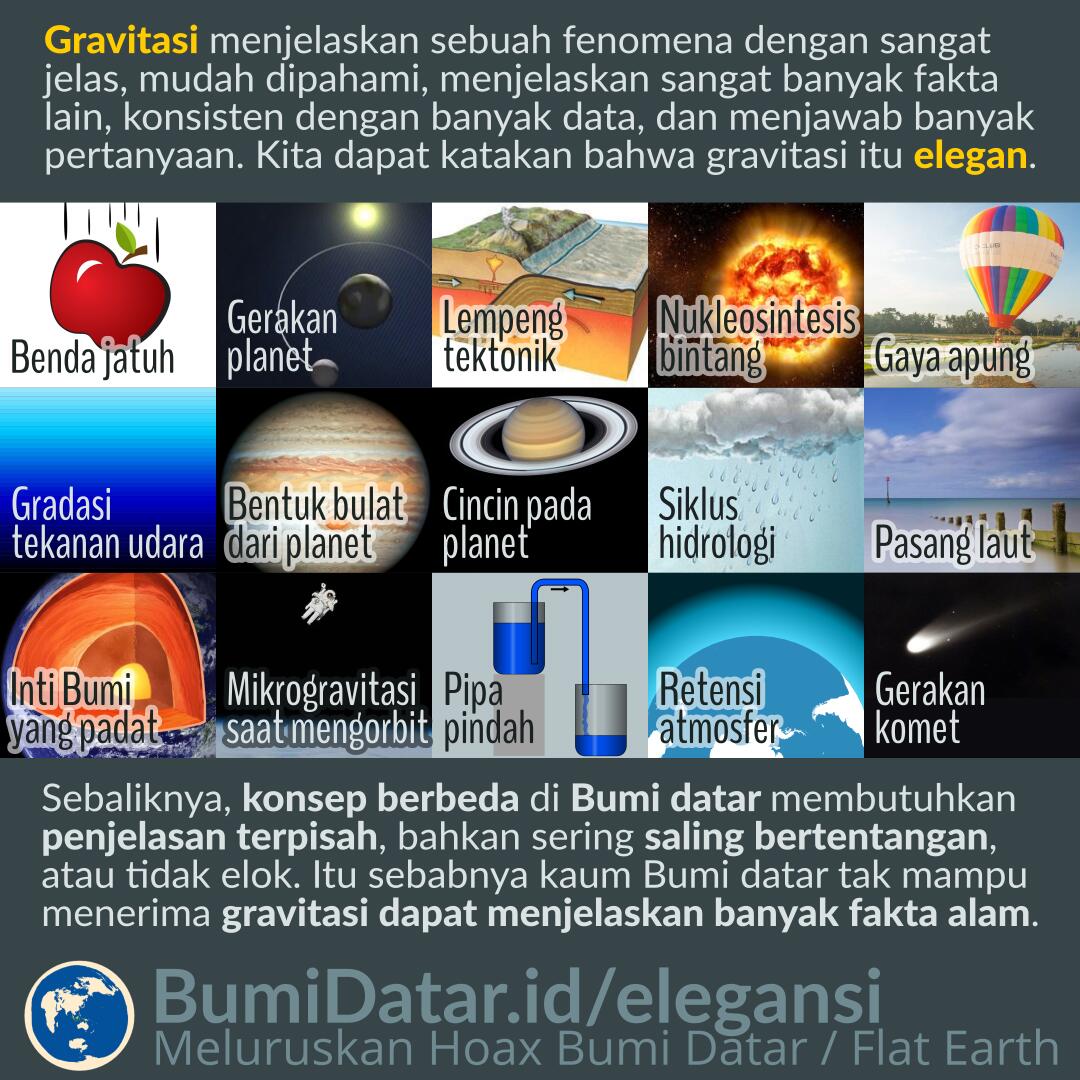 Gravitasi menjelaskan sebuah fenomena dengan sangat
jelas, mudah dipahami, menjelaskan sangat banyak fakta
lain, konsisten dengan banyak data, dan menjawab banyak
pertanyaan. Kita dapat katakan bahwa gravitasi itu elegan.
Benda jatuh
Gerakan
planet
Lempeng
tektonik
Nukleosintesis
bintang
Gaya apung
Gradasi
tekanan udara
Bentuk bulat
dari planet
Cincin pada
planet
Siklus
hidrologi
Pasang laut
Inti Bumi
yang padat
Mikrogravitasi
saat mengorbit
Pipa
pindah
Retensi
atmosfer
Gerakan
komet
Sebaliknya, konsep berbeda di Bumi datar membutuhkan
penjelasan terpisah, bahkan sering saling bertentangan,
atau tidak elok. Itu sebabnya kaum Bumi datar tak mampu
menerima gravitasi dapat menjelaskan banyak fakta alam.
BumiDatar.id/elegansi
Meluruskan Hoax Bumi Datar / Flat Earth